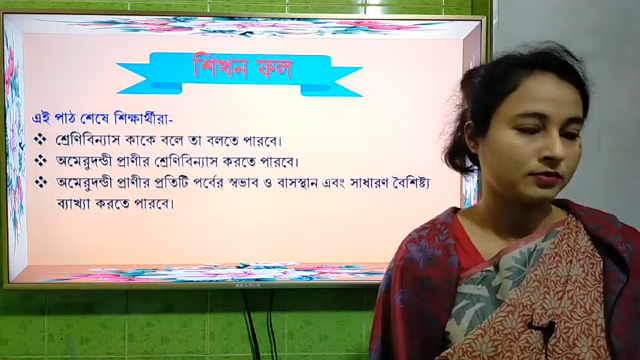 শিখন ফল
এই পাঠ শেষে শিক্ষার্থীরা-
❖ শ্রেণিবিন্যাস কাকে বলে তা বলতে পারবে।
❖ অমেরুদন্ডী প্রাণীর শ্রেণিবিন্যাস করতে পারবে।
❖ অমেরুদন্ডী প্রাণীর প্রতিটি পর্বের স্বভাব ও বাসস্থান এবং সাধারণ বৈশিষ্ট্য
ব্যাখ্যা করতে পারবে।